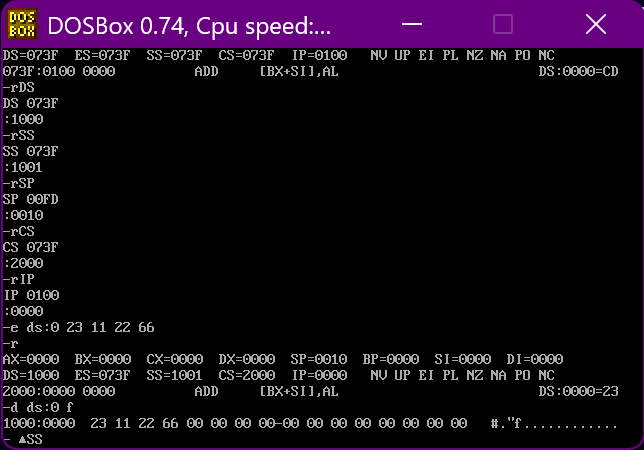 DOS BOX DOSBox 0.74, Cpu speed:...
DS=073F  ES=073F  SS=073F  CS=073F  IP=0100   NV UP EI PL NZ NA PO NC
073F:0100 0000          ADD     [BX+SI],AL                         DS:0000=CD
-rDS
DS 073F
:1000
-rSS
SS 073F
:1001
-rSP
SP 00FD
:0010
-rCS
CS 073F
:2000
-rIP
IP 0100
:0000
-e ds:0 23 11 22 66
-r
AX=0000  BX=0000  CX=0000  DX=0000  SP=0010  BP=0000  SI=0000  DI=0000
DS=1000  ES=073F  SS=1001  CS=2000  IP=0000   NV UP EI PL NZ NA PO NC
2000:0000 0000          ADD     [BX+SI],AL                         DS:0000=23
-d ds:0 f
1000:0000  23 11 22 66 00 00 00 00-00 00 00 00 00 00 00 00   #."f............
- ▲SS